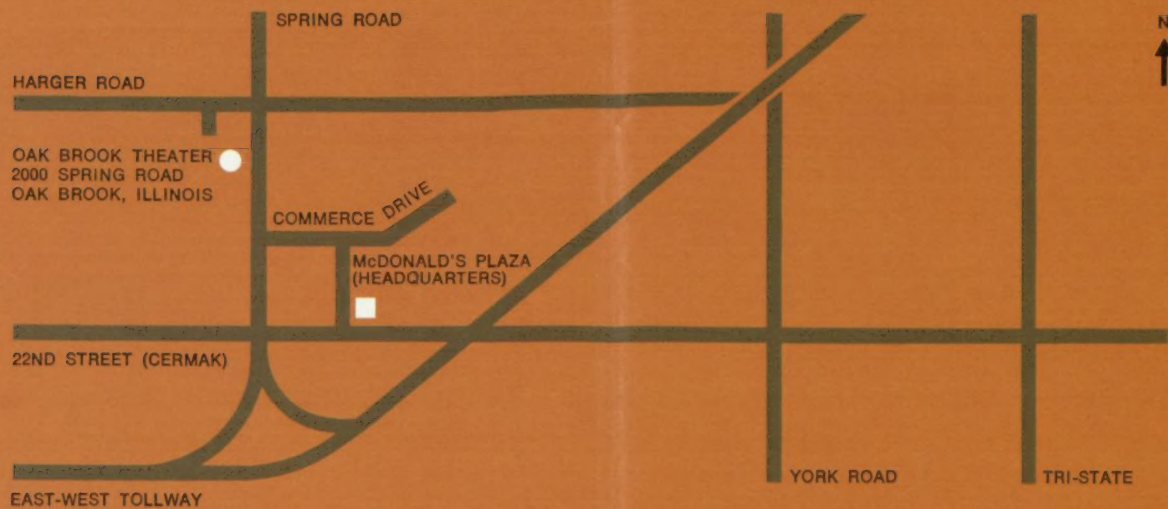 SPRING ROAD
N
HARGER ROAD
OAK BROOK THEATER
2000 SPRING ROAD
OAK BROOK, ILLINOIS
COMMERCE DRIVE
McDONALD'S PLAZA
(HEADQUARTERS)
22ND STREET (CERMAK)
YORK ROAD
TRI-STATE
EAST-WEST TOLLWAY